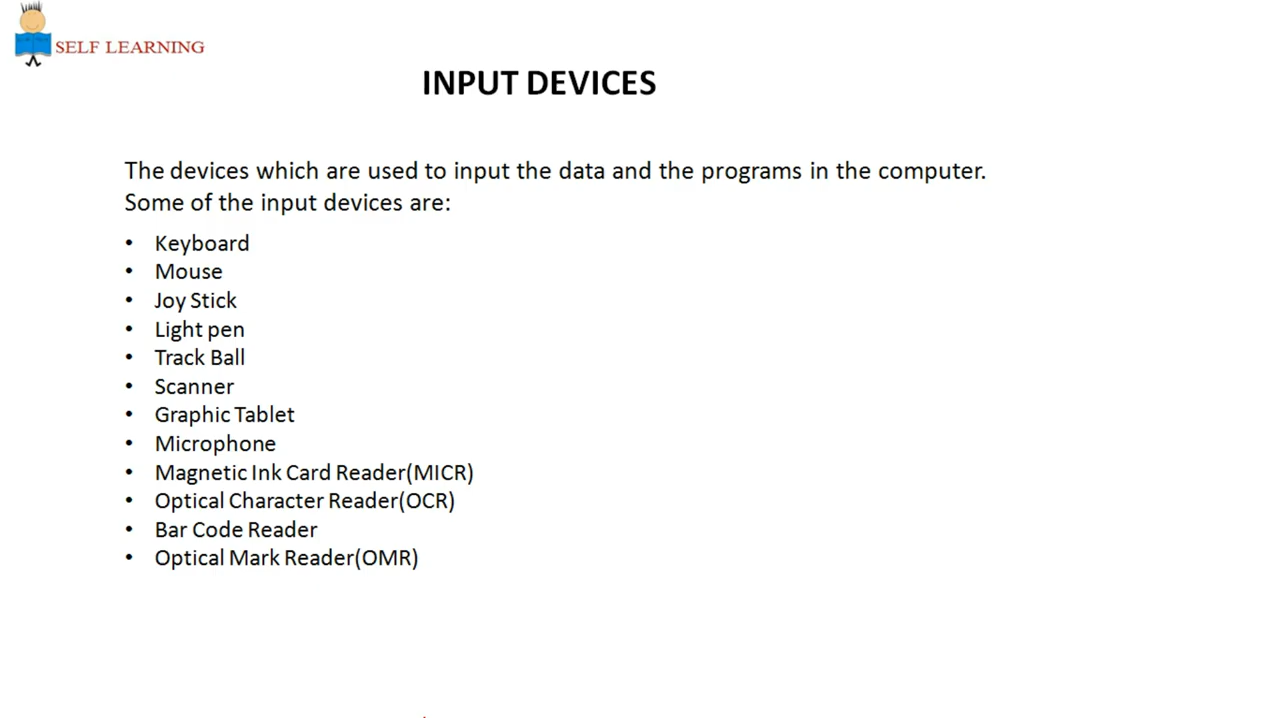 SELF LEARNING
INPUT DEVICES
The devices which are used to input the data and the programs in the computer.
Some of the input devices are:
• Keyboard
• Mouse
• Joy Stick
• Light pen
• Track Ball
• Scanner
• Graphic Tablet
• Microphone
• Magnetic Ink Card Reader(MICR)
• Optical Character Reader(OCR)
• Bar Code Reader
• Optical Mark Reader(OMR)